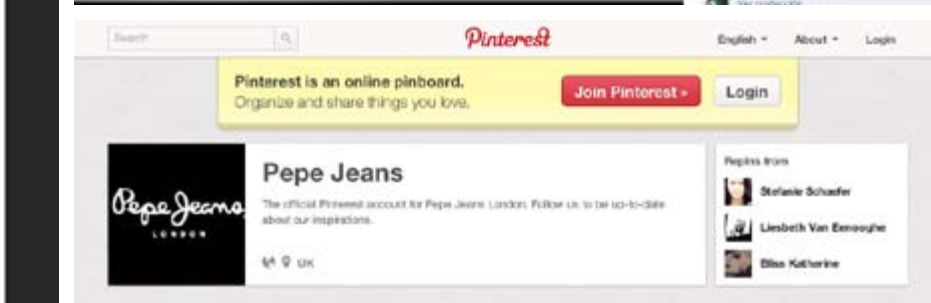 Search
Pinterest
English
About
Login
Pinterest is an online pinboard.
Organize and share things you love.
Join Pinterest »
Login
Pepe Jeans
LONDON
Pepe Jeans
The official Pinterest account for Pepe Jeans London. Follow us to be up-to-date
about our inspirations.
UK
Repins from
Stefanie Schaefer
Liesbeth Van Eenooghe
Bliss Katherine